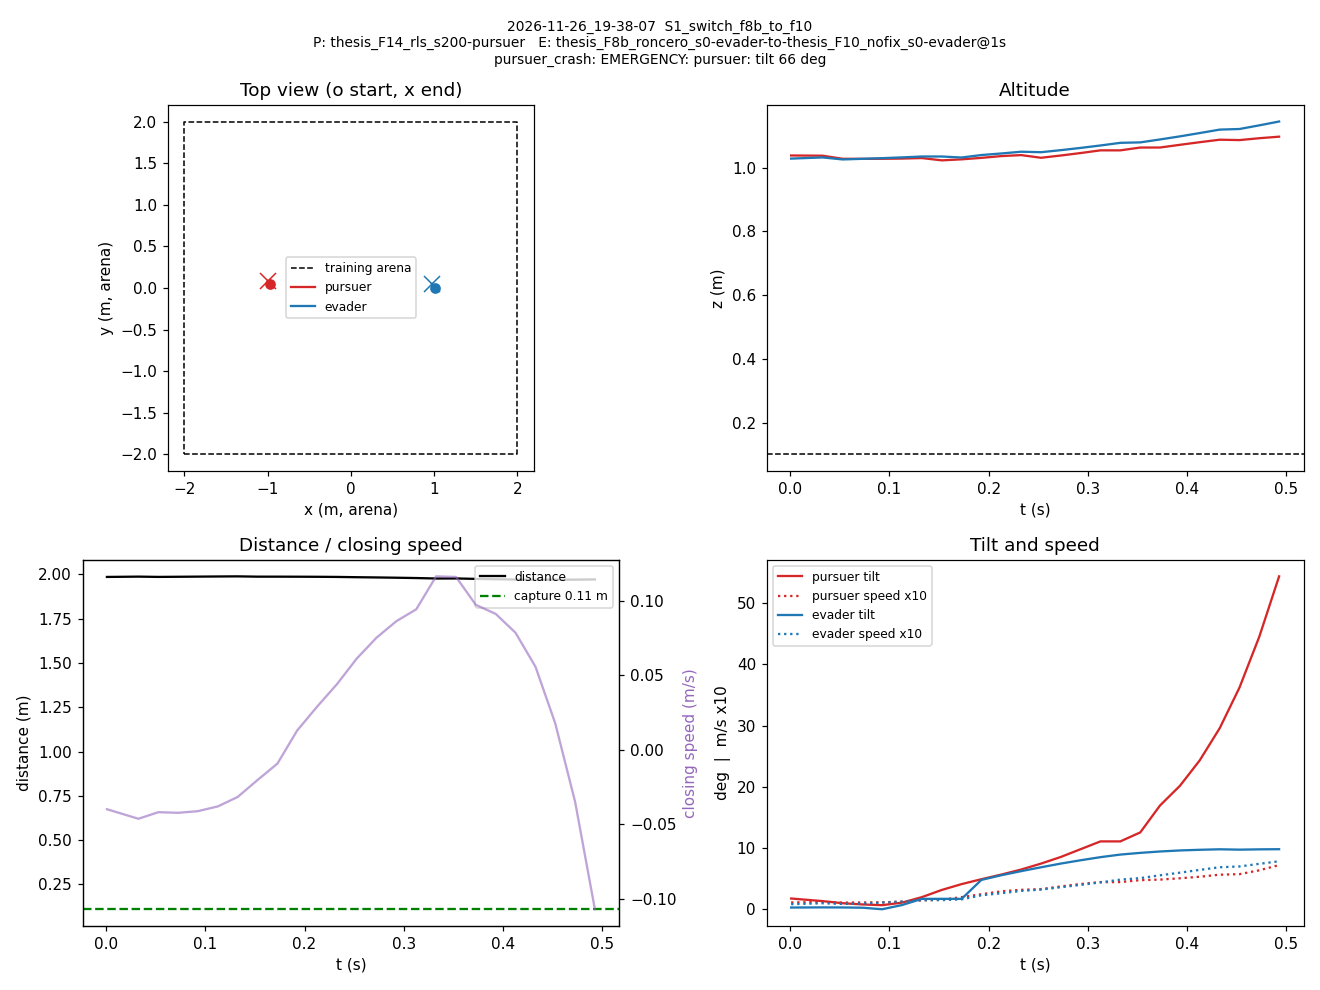 2026-11-26_19-38-07  S1_switch_f8b_to_f10
P: thesis_F14_rls_s200-pursuer   E: thesis_F8b_roncero_s0-evader-to-thesis_F10_nofix_s0-evader@1s
pursuer_crash: EMERGENCY: pursuer: tilt 66 deg
Top view (o start, x end)
2.0
1.5
1.0
0.5
0.0
−0.5
−1.0
−1.5
−2.0
y (m, arena)
training arena
pursuer
evader
−2
−1
0
1
2
x (m, arena)
Altitude
1.0
0.8
0.6
0.4
0.2
z (m)
0.0
0.1
0.2
0.3
0.4
0.5
t (s)
Distance / closing speed
2.00
1.75
1.50
1.25
1.00
0.75
0.50
0.25
distance (m)
distance
capture 0.11 m
0.10
0.05
0.00
−0.05
−0.10
closing speed (m/s)
0.0
0.1
0.2
0.3
0.4
0.5
t (s)
Tilt and speed
50
40
30
20
10
0
deg  |  m/s x10
pursuer tilt
pursuer speed x10
evader tilt
evader speed x10
0.0
0.1
0.2
0.3
0.4
0.5
t (s)